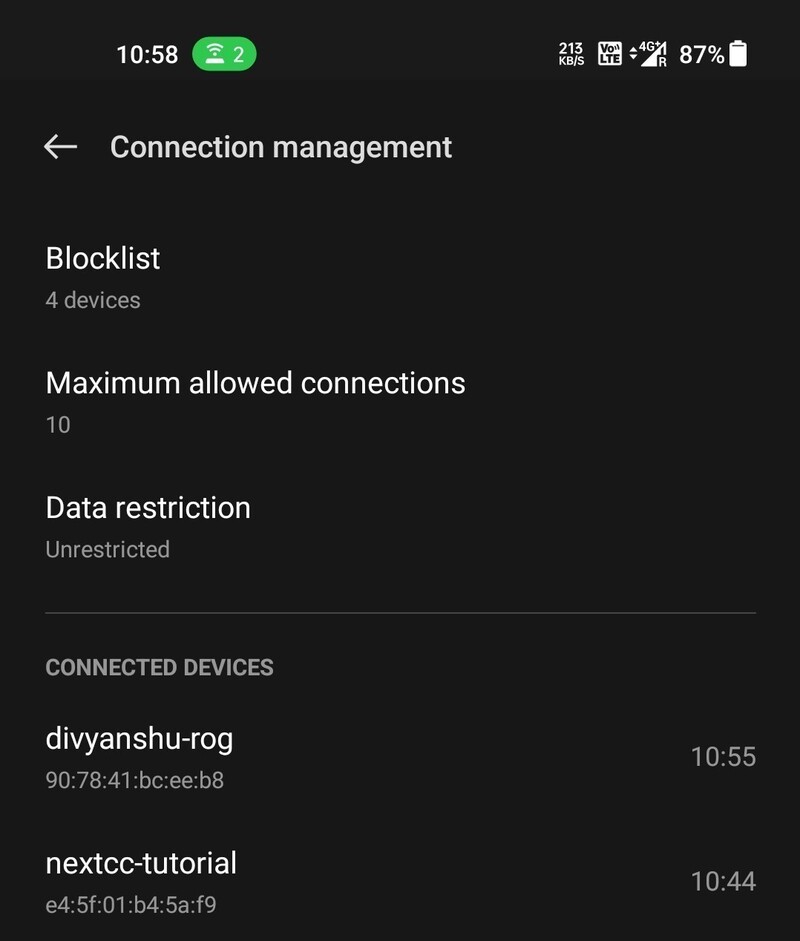 10:58 2 213 KB/S Vo)) LTE 4G+ R 87%
Connection management
Blocklist
4 devices
Maximum allowed connections
10
Data restriction
Unrestricted
CONNECTED DEVICES
divyanshu-rog
90:78:41:bc:ee:b8
10:55
nextcc-tutorial
e4:5f:01:b4:5a:f9
10:44